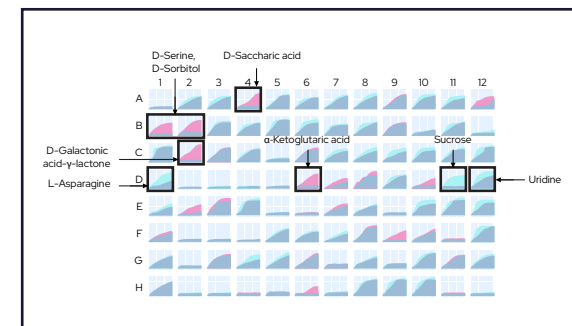 D-Serine,
D-Sorbitol
D-Saccharic acid
1 2 3 4 5 6 7 8 9 10 11 12
A
B
α-Ketoglutaric acid
Sucrose
C
D-Galactonic
acid-γ-lactone
D
L-Asparagine
Uridine
E
F
G
H